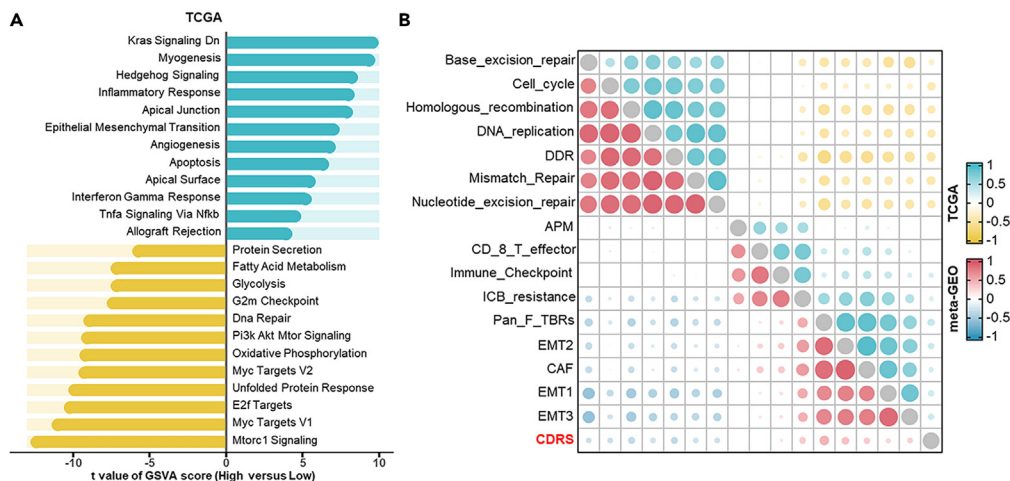 A
TCGA
Kras Signaling Dn
Myogenesis
Hedgehog Signaling
Inflammatory Response
Apical Junction
Epithelial Mesenchymal Transition
Angiogenesis
Apoptosis
Apical Surface
Interferon Gamma Response
Tnfa Signaling Via Nfkb
Allograft Rejection
Protein Secretion
Fatty Acid Metabolism
Glycolysis
G2m Checkpoint
Dna Repair
Pi3k Akt Mtor Signaling
Oxidative Phosphorylation
Myc Targets V2
Unfolded Protein Response
E2f Targets
Myc Targets V1
Mtorc1 Signaling
-10 -5 0 5 10
t value of GSVA score (High versus Low)
B
Base_excision_repair
Cell_cycle
Homologous_recombination
DNA_replication
DDR
Mismatch_Repair
Nucleotide_excision_repair
APM
CD_8_T_effector
Immune_Checkpoint
ICB_resistance
Pan_F_TBRs
EMT2
CAF
EMT1
EMT3
CDRS
TCGA
1
0.5
0
-0.5
-1
meta-GEO
1
0.5
0
-0.5
-1